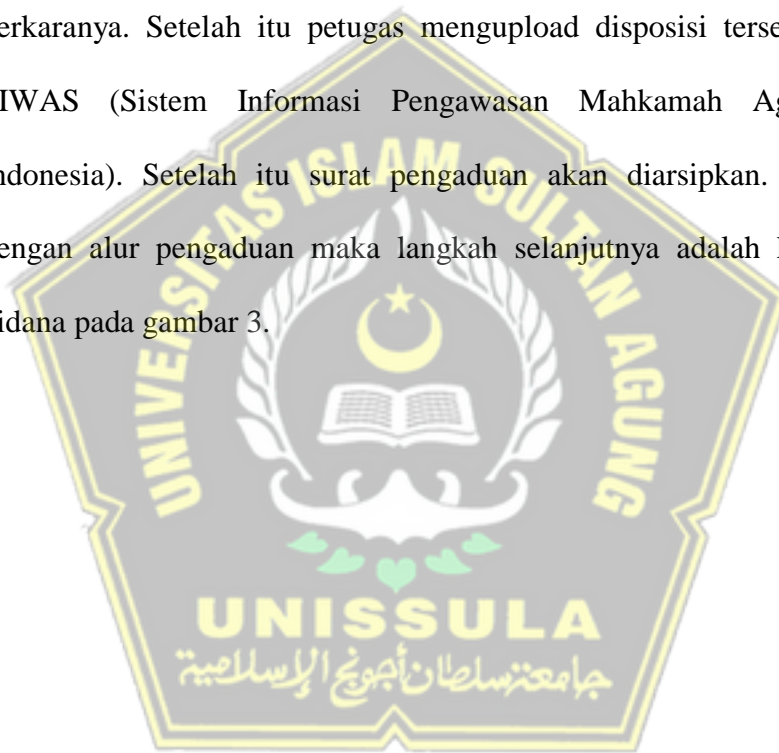 erkaranya. Setelah itu petugas mengupload disposisi terse
IWAS (Sistem Informasi Pengawasan Mahkamah Ag
ndonesia). Setelah itu surat pengaduan akan diarsipkan.
engan alur pengaduan maka langkah selanjutnya adalah
idana pada gambar 3.
UNIVERSITAS ISLAM SULTAN AGUNG
UNISSULA
جامعة سلطان أجونج الإسلامية